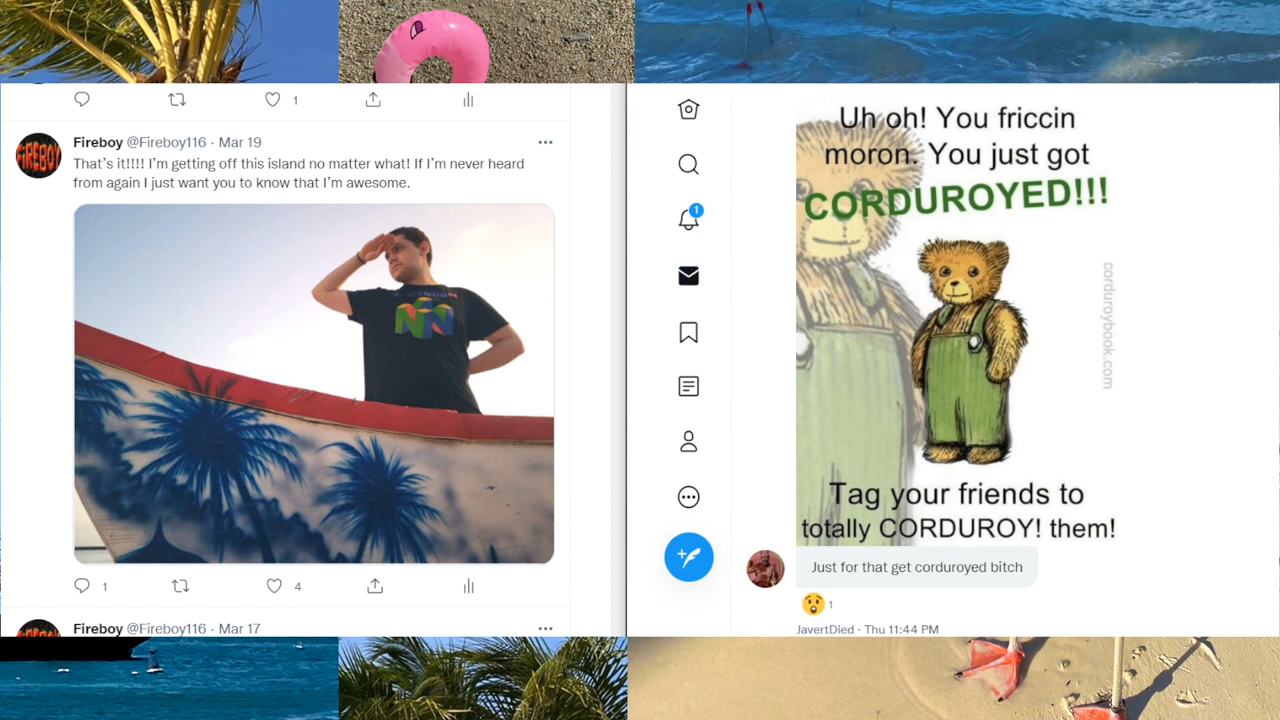 1
Fireboy @Fireboy116 · Mar 19
That's it!!!! I'm getting off this island no matter what! If I'm never heard
from again I just want you to know that I'm awesome.
FIREBOY
1
4
Fireboy @Fireboy116 · Mar 17
1
Uh oh! You friccin
moron. You just got
CORDUROYED!!!
corduroybook.com
Tag your friends to
totally CORDUROY! them!
Just for that get corduroyed bitch
1
JavertDied · Thu 11:44 PM